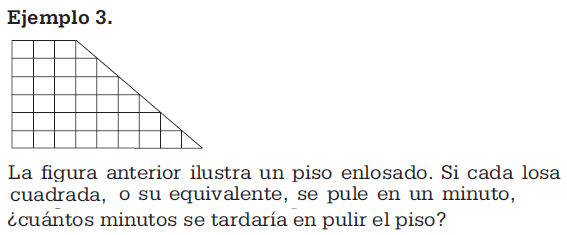 Ejemplo 3.
La figura anterior ilustra un piso enlosado. Si cada losa
cuadrada, o su equivalente, se pule en un minuto,
¿cuántos minutos se tardaría en pulir el piso?